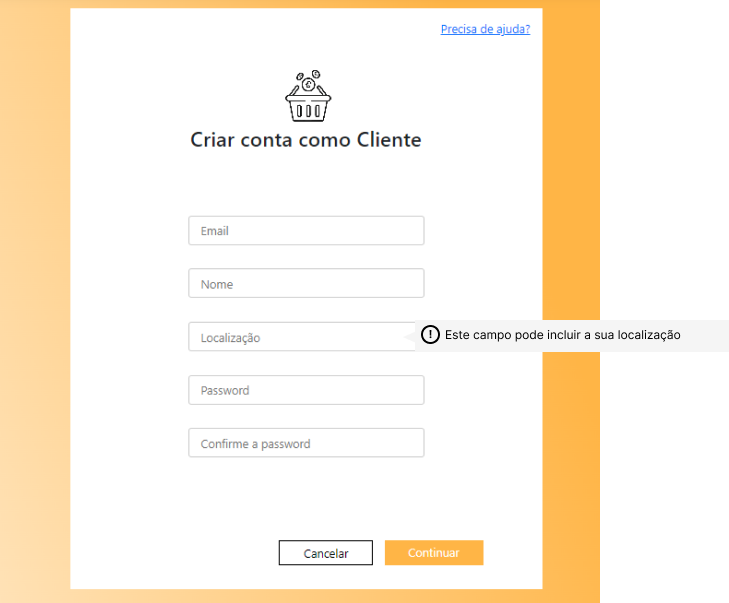 Precisa de ajuda?
Criar conta como Cliente
Email
Nome
Localização
! Este campo pode incluir a sua localização
Password
Confirme a password
Cancelar
Continuar